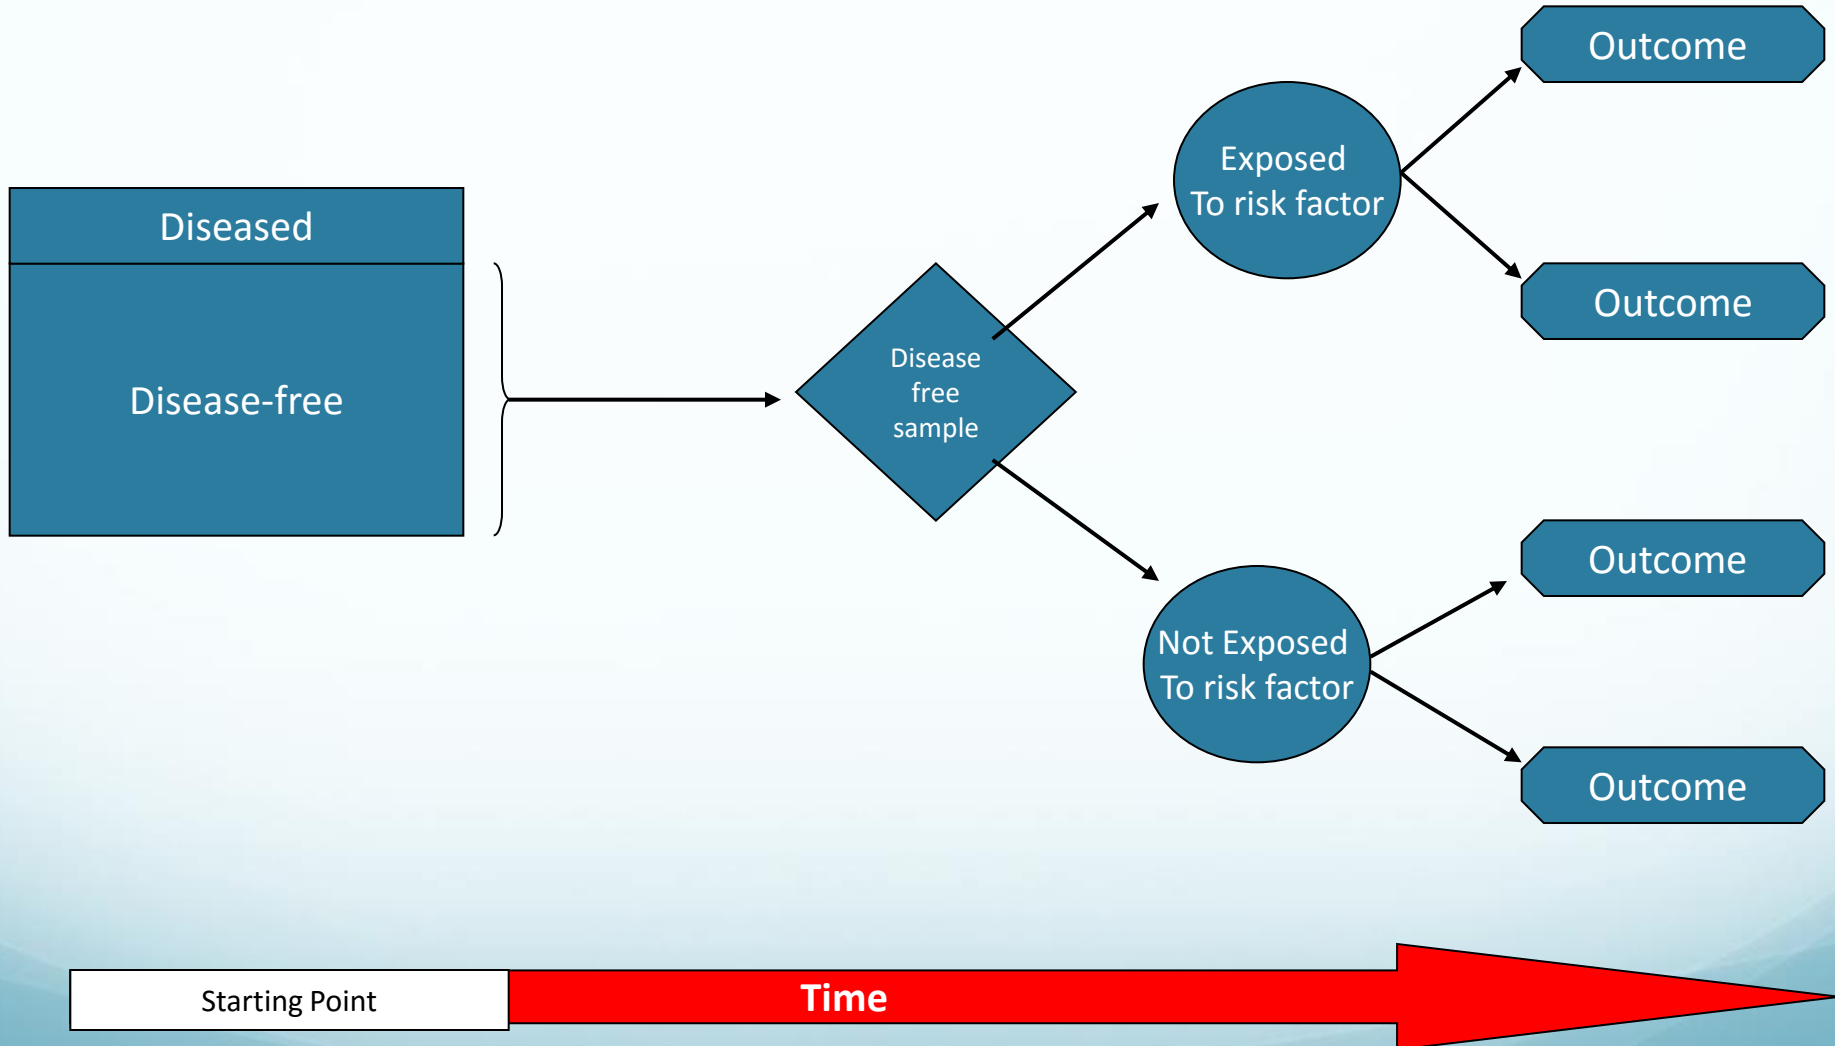 Diseased
Disease-free
Disease
free
sample
Exposed
To risk factor
Not Exposed
To risk factor
Outcome
Outcome
Outcome
Outcome
Starting Point
Time